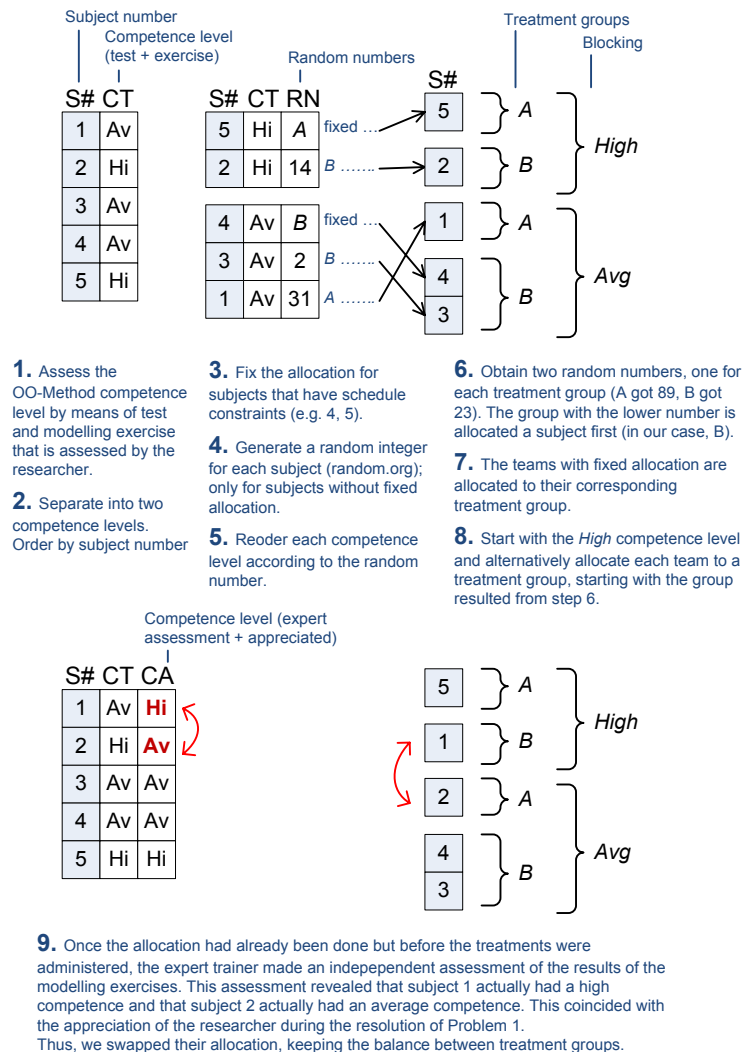 Subject number
Competence level
(test + exercise)
Random numbers
Treatment groups
Blocking
S# CT
1 Av
2 Hi
3 Av
4 Av
5 Hi
S# CT RN
5 Hi A fixed ...
2 Hi 14 B .......
4 Av B fixed ...
3 Av 2 B .......
1 Av 31 A .......
S#
5 A
2 B
High
1 A
4
3
B
Avg
1. Assess the
OO-Method competence
level by means of test
and modelling exercise
that is assessed by the
researcher.
2. Separate into two
competence levels.
Order by subject number
3. Fix the allocation for
subjects that have schedule
constraints (e.g. 4, 5).
4. Generate a random integer
for each subject (random.org);
only for subjects without fixed
allocation.
5. Reoder each competence
level according to the random
number.
6. Obtain two random numbers, one for
each treatment group (A got 89, B got
23). The group with the lower number is
allocated a subject first (in our case, B).
7. The teams with fixed allocation are
allocated to their corresponding
treatment group.
8. Start with the High competence level
and alternatively allocate each team to a
treatment group, starting with the group
resulted from step 6.
Competence level (expert
assessment + appreciated)
S# CT CA
1 Av Hi
2 Hi Av
3 Av Av
4 Av Av
5 Hi Hi
5 A
1 B
High
2 A
4
3
B
Avg
9. Once the allocation had already been done but before the treatments were
administered, the expert trainer made an indepependent assessment of the results of the
modelling exercises. This assessment revealed that subject 1 actually had a high
competence and that subject 2 actually had an average competence. This coincided with
the appreciation of the researcher during the resolution of Problem 1.
Thus, we swapped their allocation, keeping the balance between treatment groups.